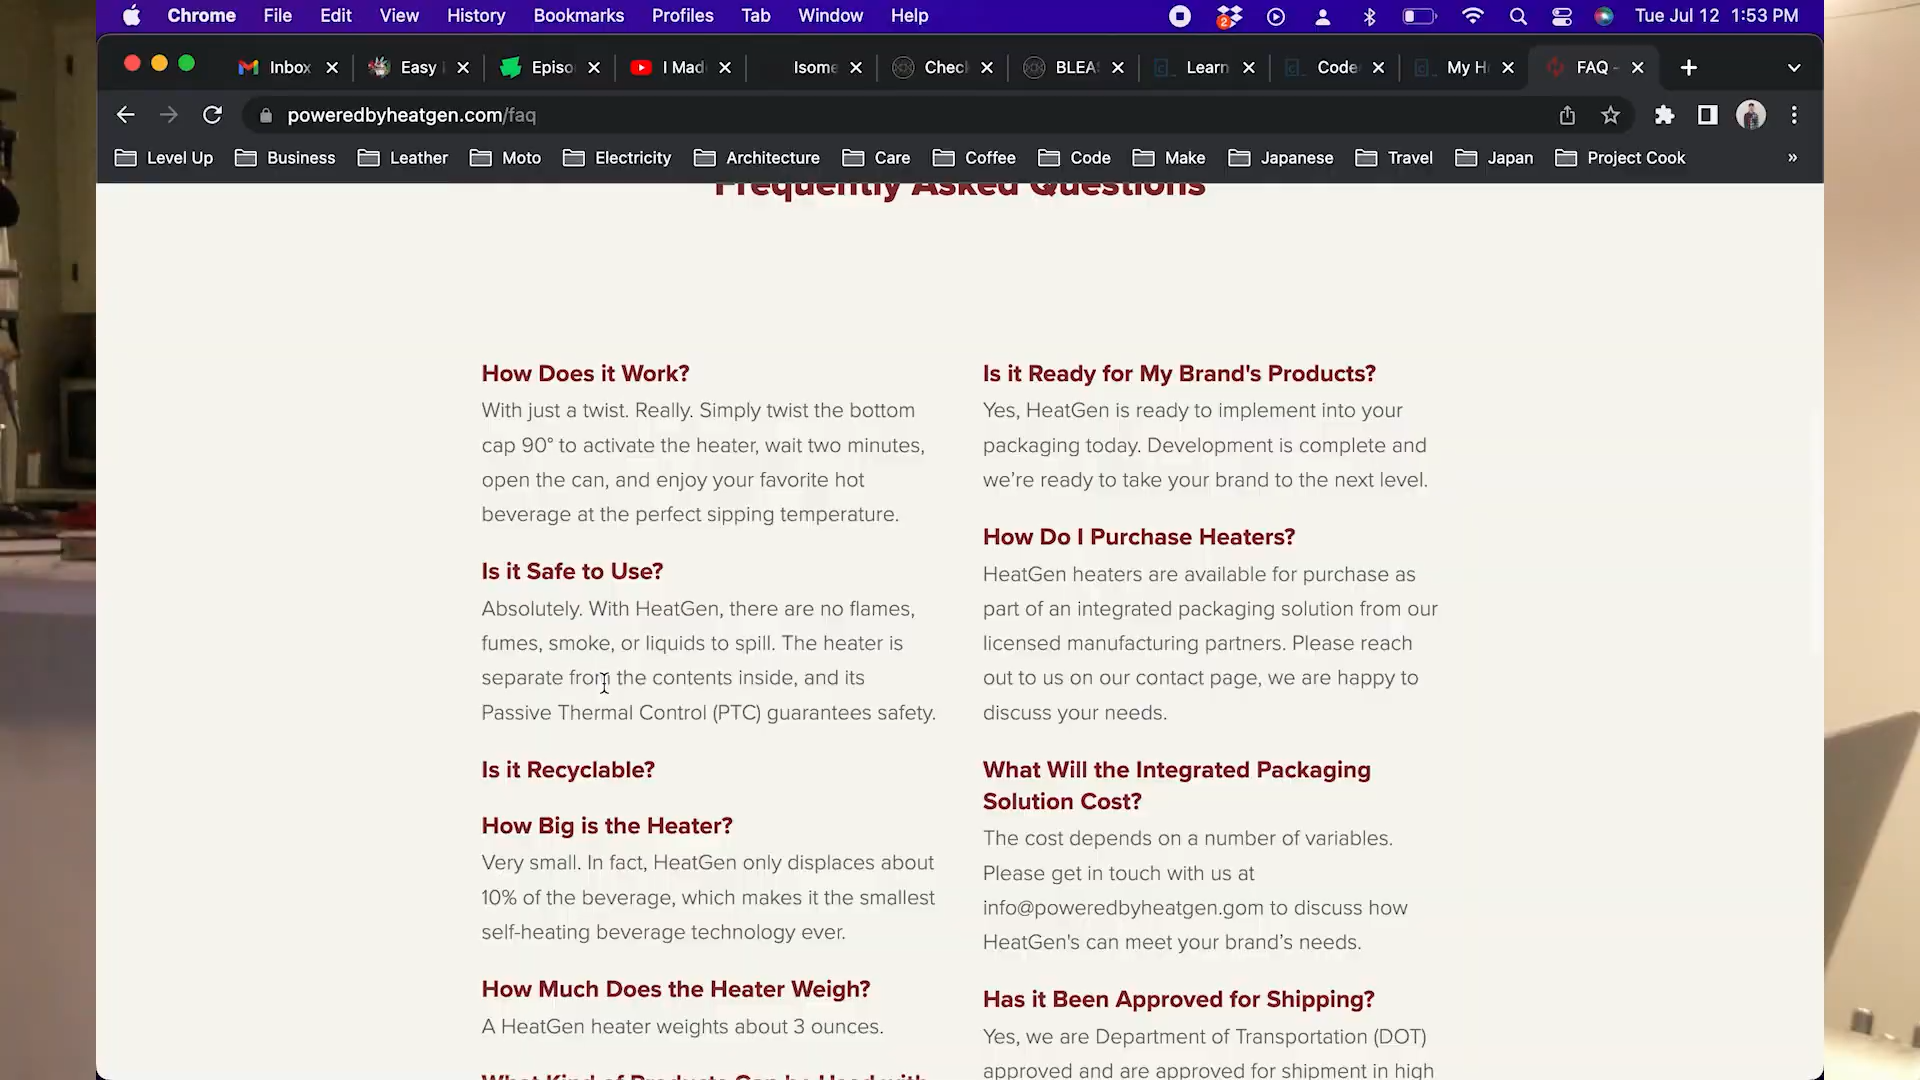 Chrome File Edit View History Bookmarks Profiles Tab Window Help 2 Tue Jul 12 1:53 PM
Inbox Easy Episo I Mad Isome Chec BLEA Learn Code My H FAQ -
poweredbyheatgen.com/faq
Level Up Business Leather Moto Electricity Architecture Care Coffee Code Make Japanese Travel Japan Project Cook »
Frequently Asked Questions
How Does it Work?
With just a twist. Really. Simply twist the bottom
cap 90° to activate the heater, wait two minutes,
open the can, and enjoy your favorite hot
beverage at the perfect sipping temperature.
Is it Safe to Use?
Absolutely. With HeatGen, there are no flames,
fumes, smoke, or liquids to spill. The heater is
separate from the contents inside, and its
Passive Thermal Control (PTC) guarantees safety.
Is it Recyclable?
How Big is the Heater?
Very small. In fact, HeatGen only displaces about
10% of the beverage, which makes it the smallest
self-heating beverage technology ever.
How Much Does the Heater Weigh?
A HeatGen heater weights about 3 ounces.
What Kind of Products Can be Used with
Is it Ready for My Brand's Products?
Yes, HeatGen is ready to implement into your
packaging today. Development is complete and
we're ready to take your brand to the next level.
How Do I Purchase Heaters?
HeatGen heaters are available for purchase as
part of an integrated packaging solution from our
licensed manufacturing partners. Please reach
out to us on our contact page, we are happy to
discuss your needs.
What Will the Integrated Packaging
Solution Cost?
The cost depends on a number of variables.
Please get in touch with us at
info@poweredbyheatgen.gom to discuss how
HeatGen's can meet your brand's needs.
Has it Been Approved for Shipping?
Yes, we are Department of Transportation (DOT)
approved and are approved for shipment in high